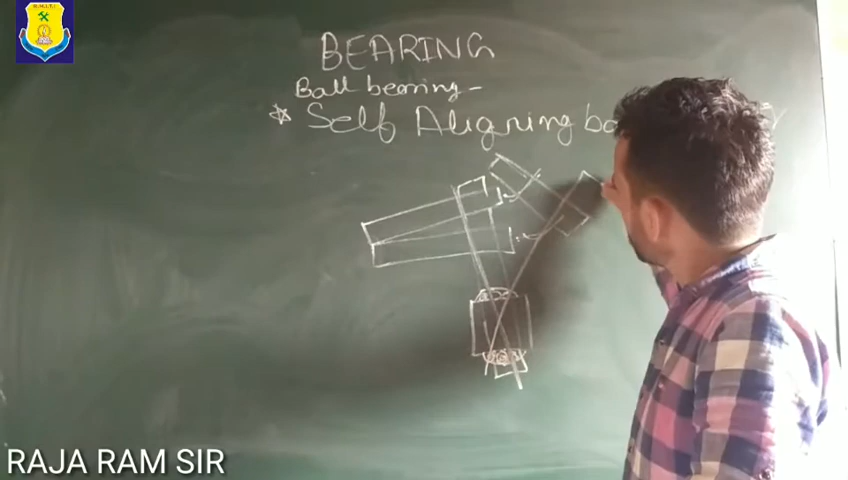 BEARING
Ball bearing-
Self Aligning
RAJA RAM SIR